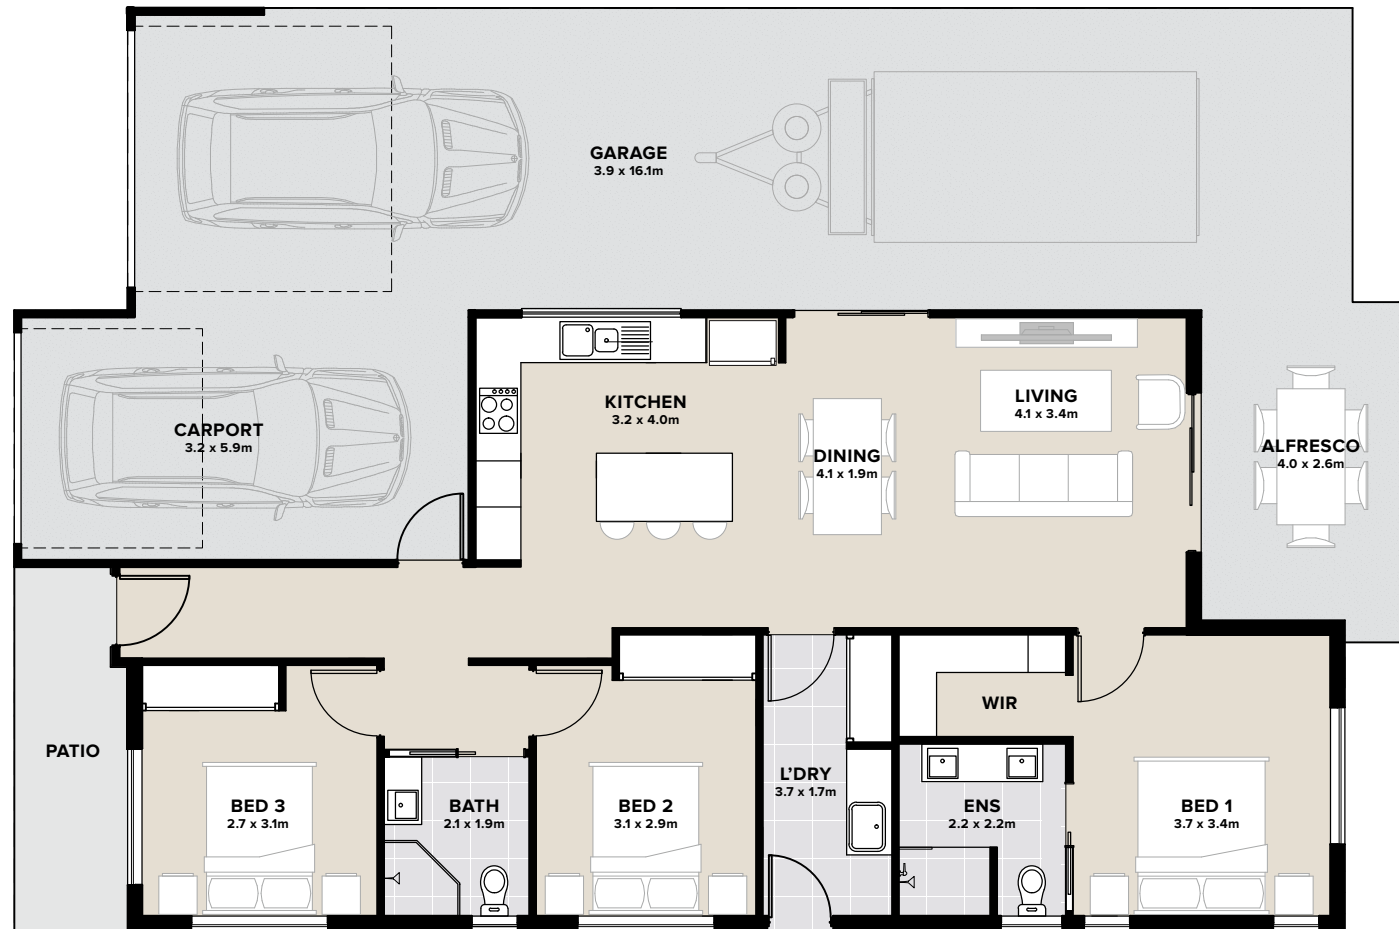 GARAGE
3.9 x 16.1m
CARPORT
3.2 x 5.9m
KITCHEN
3.2 x 4.0m
DINING
4.1 x 1.9m
LIVING
4.1 x 3.4m
ALFRESCO
4.0 x 2.6m
PATIO
BED 3
2.7 x 3.1m
BATH
2.1 x 1.9m
BED 2
3.1 x 2.9m
L'DRY
3.7 x 1.7m
WIR
ENS
2.2 x 2.2m
BED 1
3.7 x 3.4m